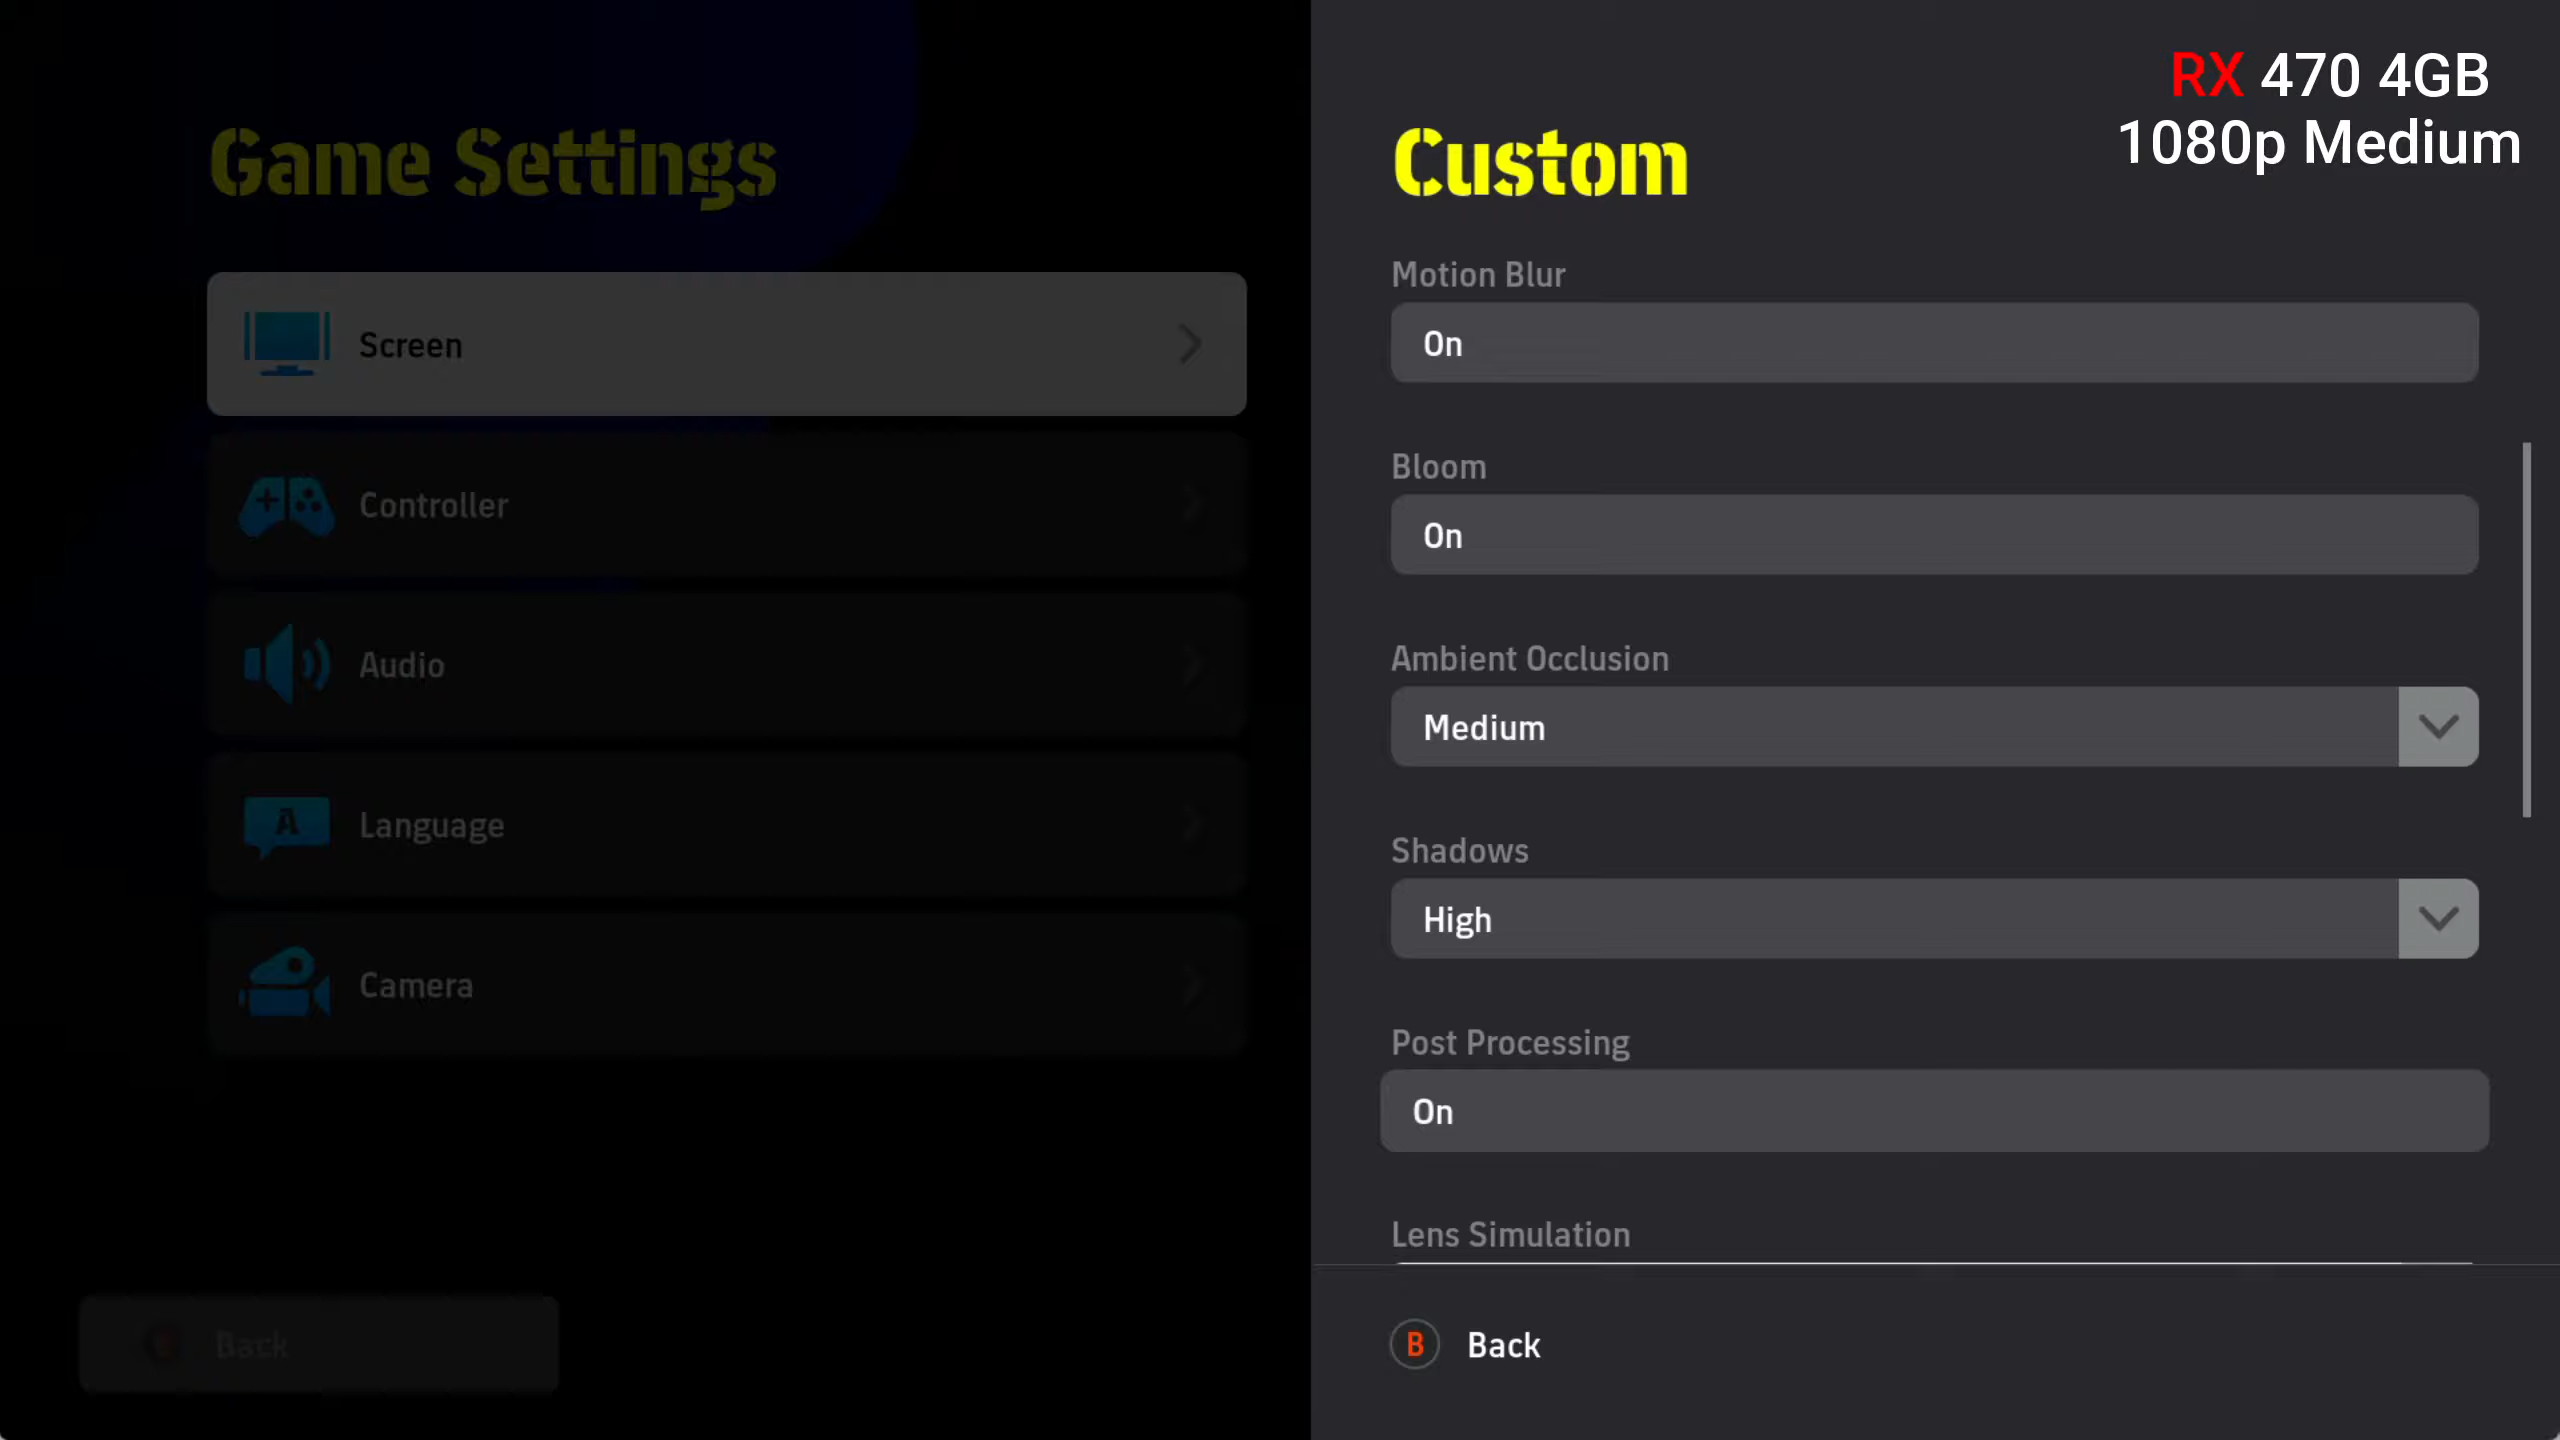 Game Settings
Screen
Controller
Audio
A
Language
Camera
B Back
RX 470 4GB
1080p Medium
Custom
Motion Blur
On
Bloom
On
Ambient Occlusion
Medium
Shadows
High
Post Processing
On
Lens Simulation
B Back